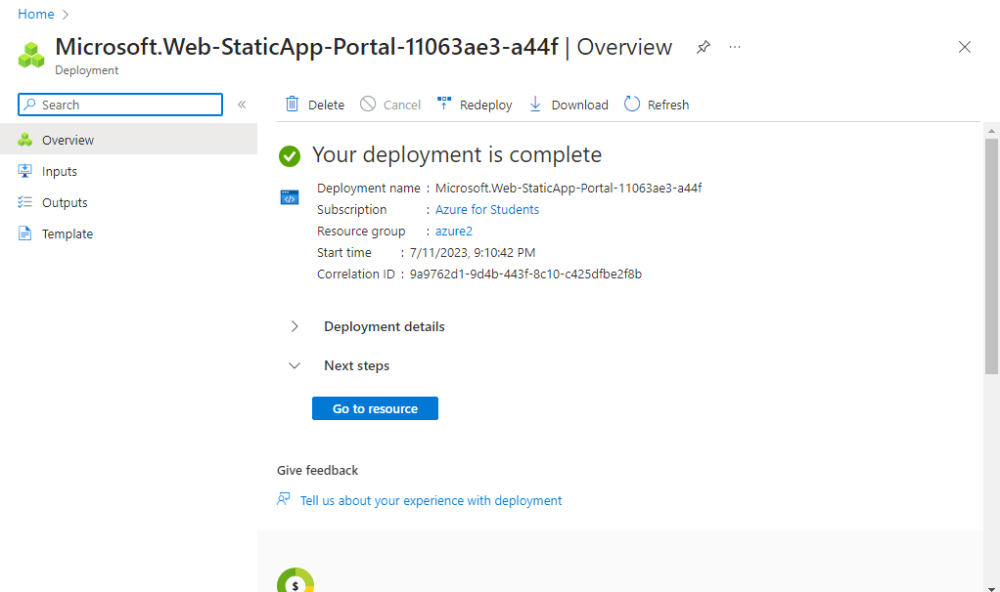 Home
Microsoft.Web-StaticApp-Portal-11063ae3-a44f | Overview
Deployment
Search
Delete
Cancel
Redeploy
Download
Refresh
Overview
Inputs
Outputs
Template
Your deployment is complete
Deployment name : Microsoft.Web-StaticApp-Portal-11063ae3-a44f
Subscription : Azure for Students
Resource group : azure2
Start time : 7/11/2023, 9:10:42 PM
Correlation ID : 9a9762d1-9d4b-443f-8c10-c425dfbe2f8b
Deployment details
Next steps
Go to resource
Give feedback
Tell us about your experience with deployment
$